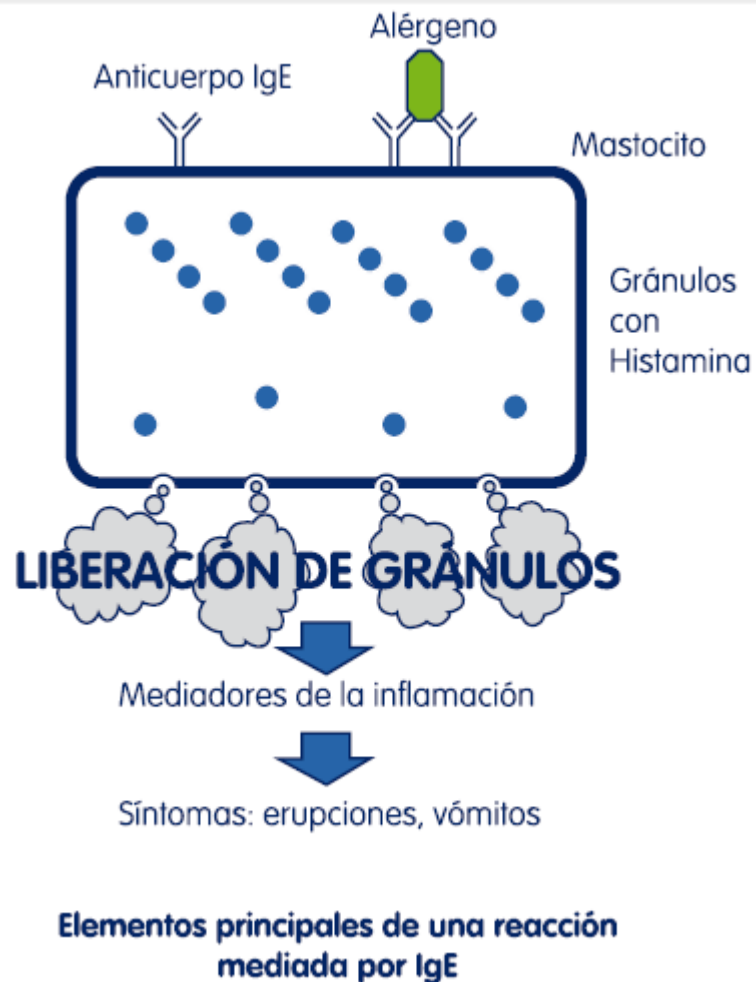 Alérgeno
Anticuerpo IgE
Mastocito
Gránulos
con
Histamina
LIBERACIÓN DE GRÁNULOS
Mediadores de la inflamación
Síntomas: erupciones, vómitos
Elementos principales de una reacción
mediada por IgE